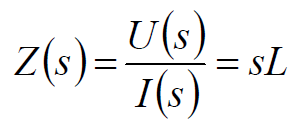 Z(s) = U(s)/I(s) = sL